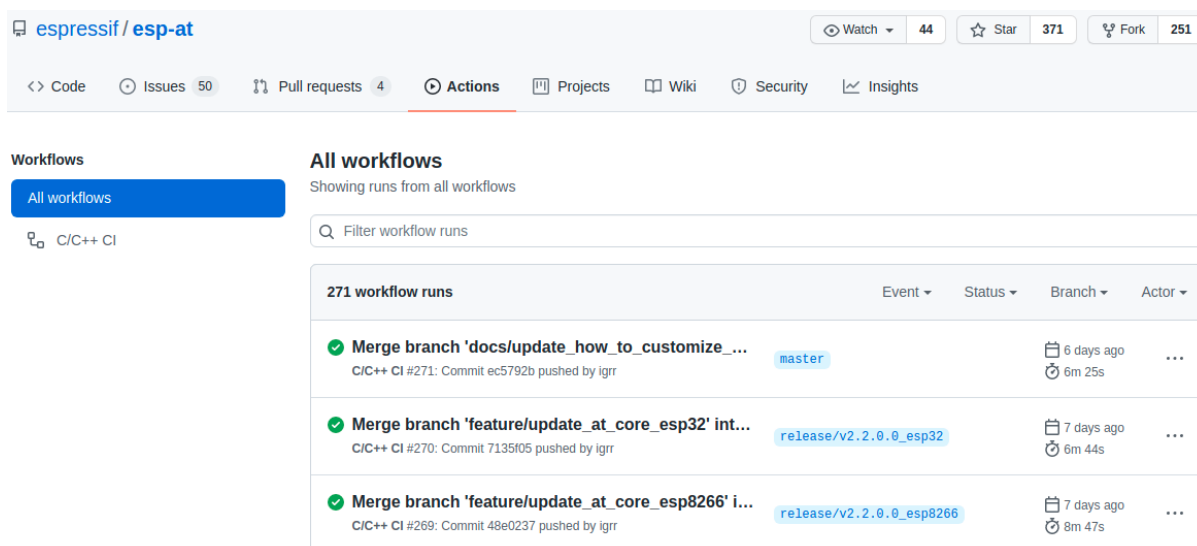 espressif / esp-at
Watch 44 Star 371 Fork 251
Code Issues 50 Pull requests 4 Actions Projects Wiki Security Insights
Workflows
All workflows
C/C++ CI
All workflows
Showing runs from all workflows
Filter workflow runs
271 workflow runs Event Status Branch Actor
Merge branch 'docs/update_how_to_customize_...
C/C++ CI #271: Commit ec5792b pushed by igrr
master
6 days ago
6m 25s
Merge branch 'feature/update_at_core_esp32' int...
C/C++ CI #270: Commit 7135f05 pushed by igrr
release/v2.2.0.0_esp32
7 days ago
6m 44s
Merge branch 'feature/update_at_core_esp8266' i...
C/C++ CI #269: Commit 48e0237 pushed by igrr
release/v2.2.0.0_esp8266
7 days ago
8m 47s